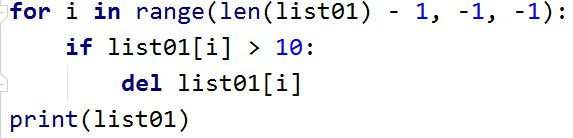 for i in range(len(list01) - 1, -1, -1):
    if list01[i] > 10:
        del list01[i]
print(list01)